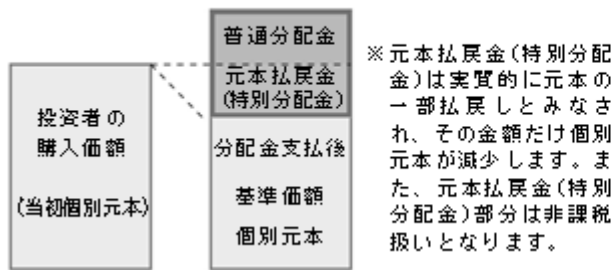 投資者の
購入価額
(当初個別元本)
普通分配金
元本払戻金
(特別分配金)
分配金支払後
基準価額
個別元本
※元本払戻金(特別分配
金)は実質的に元本の
一部払戻しとみなさ
れ、その金額だけ個別
元本が減少します。ま
た、元本払戻金(特別
分配金)部分は非課税
扱いとなります。